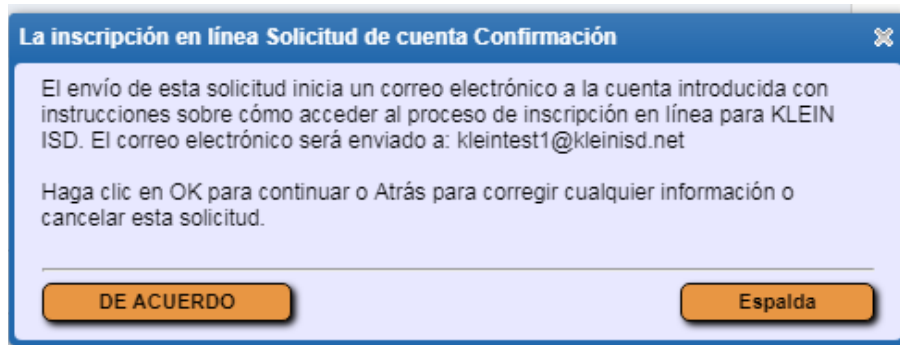 La inscripción en línea Solicitud de cuenta Confirmación
El envío de esta solicitud inicia un correo electrónico a la cuenta introducida con
instrucciones sobre cómo acceder al proceso de inscripción en línea para KLEIN
ISD. El correo electrónico será enviado a: kleintest1@kleinisd.net
Haga clic en OK para continuar o Atrás para corregir cualquier información o
cancelar esta solicitud.
DE ACUERDO
Espalda